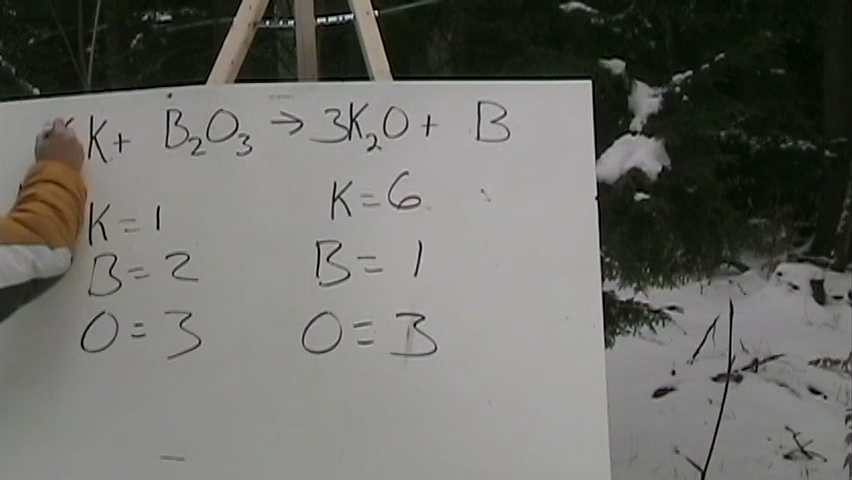 K + B₂O₃ → 3K₂O + B
K = 1 K = 6
B = 2 B = 1
O = 3 O = 3